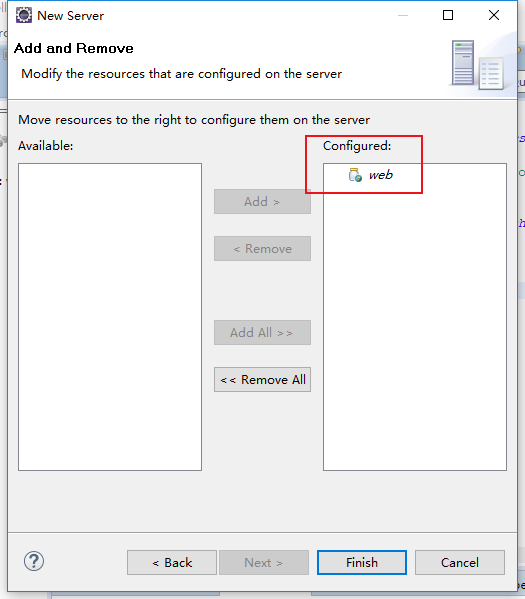 New Server
Add and Remove
Modify the resources that are configured on the server
Move resources to the right to configure them on the server
Available:
Configured:
web
Add >
< Remove
Add All >>
<< Remove All
?
< Back
Next >
Finish
Cancel